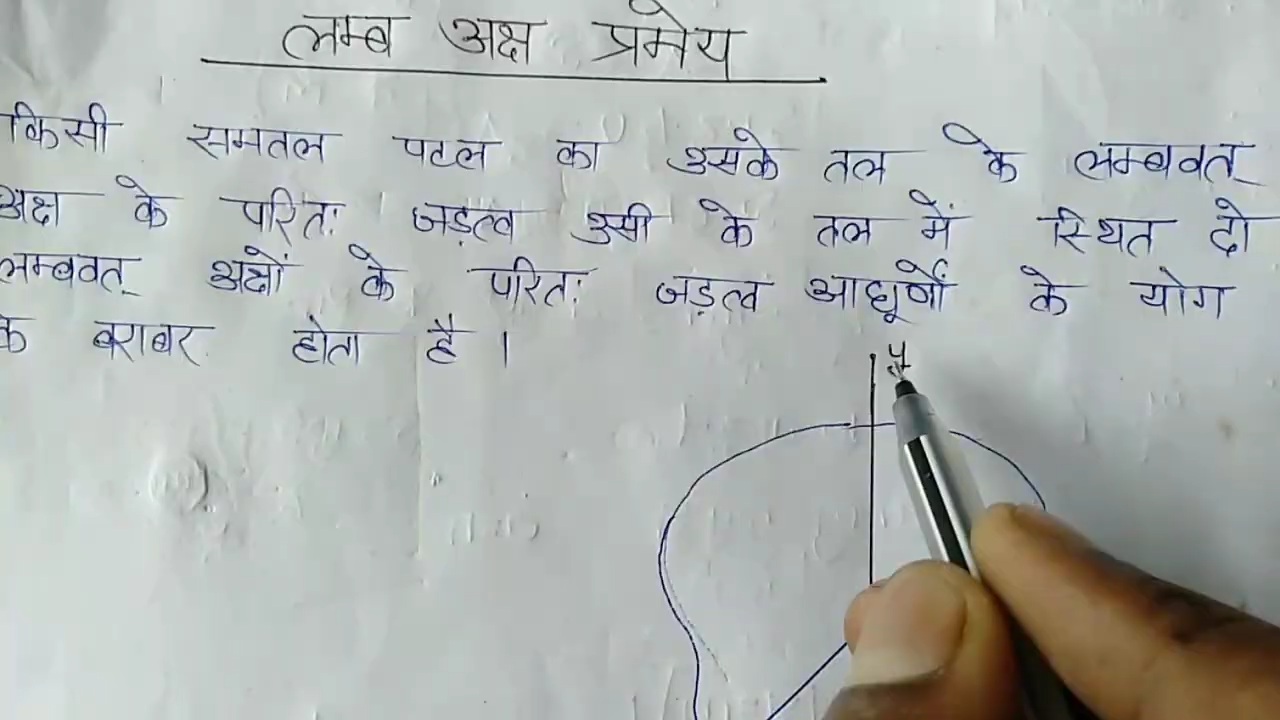 लम्ब अक्ष प्रमेय
किसी समतल पटल का उसके तल के लम्बवत्
अक्ष के परितः जड़त्व उसी के तल में स्थित दो
लम्बवत् अक्षों के परितः जड़त्व आघूर्णों के योग
के बराबर होता है ।
y